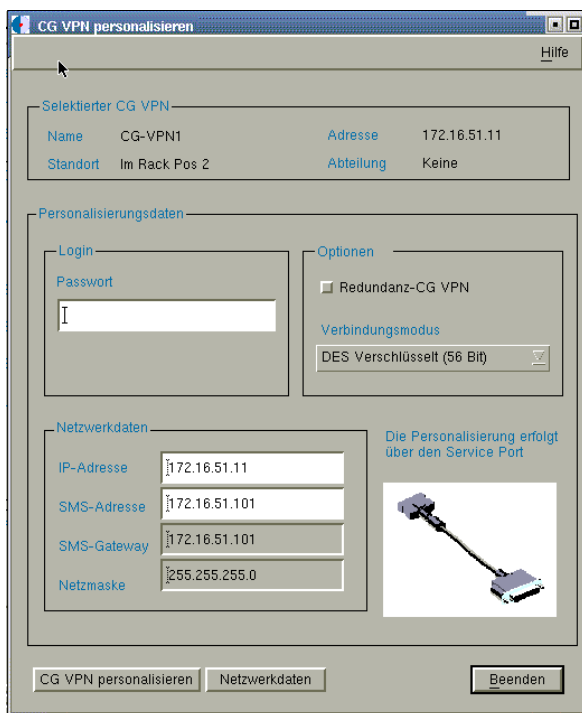 CG VPN personalisieren
Hilfe
Selektierter CG VPN
Name CG-VPN1 Adresse 172.16.51.11
Standort Im Rack Pos 2 Abteilung Keine
Personalisierungsdaten
Login
Passwort
Optionen
Redundanz-CG VPN
Verbindungsmodus
DES Verschlüsselt (56 Bit)
Netzwerkdaten
IP-Adresse 172.16.51.11
SMS-Adresse 172.16.51.101
SMS-Gateway 172.16.51.101
Netzmaske 255.255.255.0
Die Personalisierung erfolgt
über den Service Port
CG VPN personalisieren Netzwerkdaten Beenden